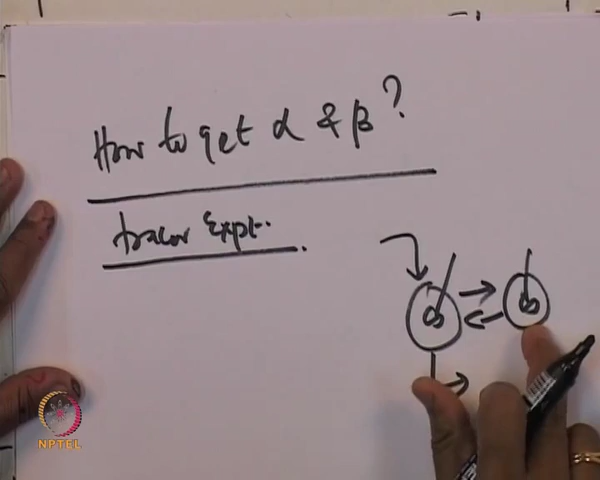 How to get α & β?
tracer Expt.
NPTEL